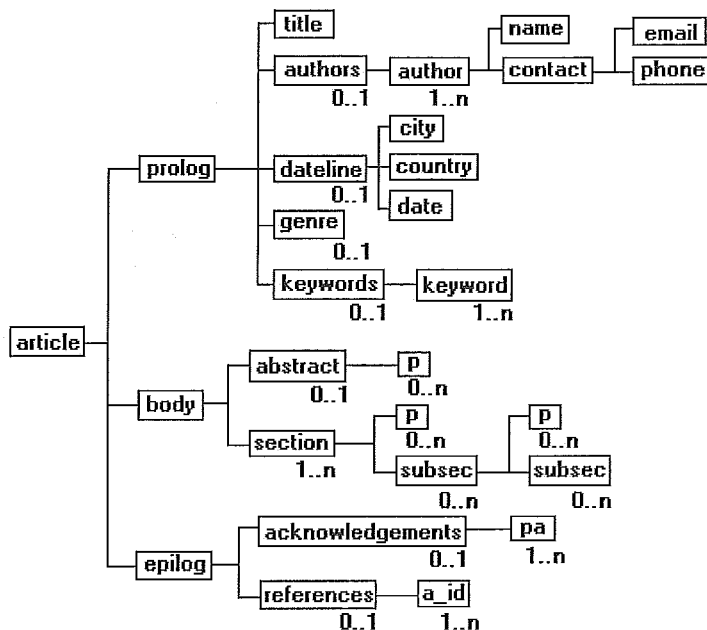 title
name
email
authors
author
contact
phone
0..1
1..n
city
prolog
dateline
country
0..1
date
genre
0..1
keywords
keyword
0..1
1..n
article
abstract
p
0..1
0..n
body
p
p
section
0..n
0..n
1..n
subsec
subsec
0..n
0..n
acknowledgements
pa
0..1
1..n
epilog
references
a_id
0..1
1..n